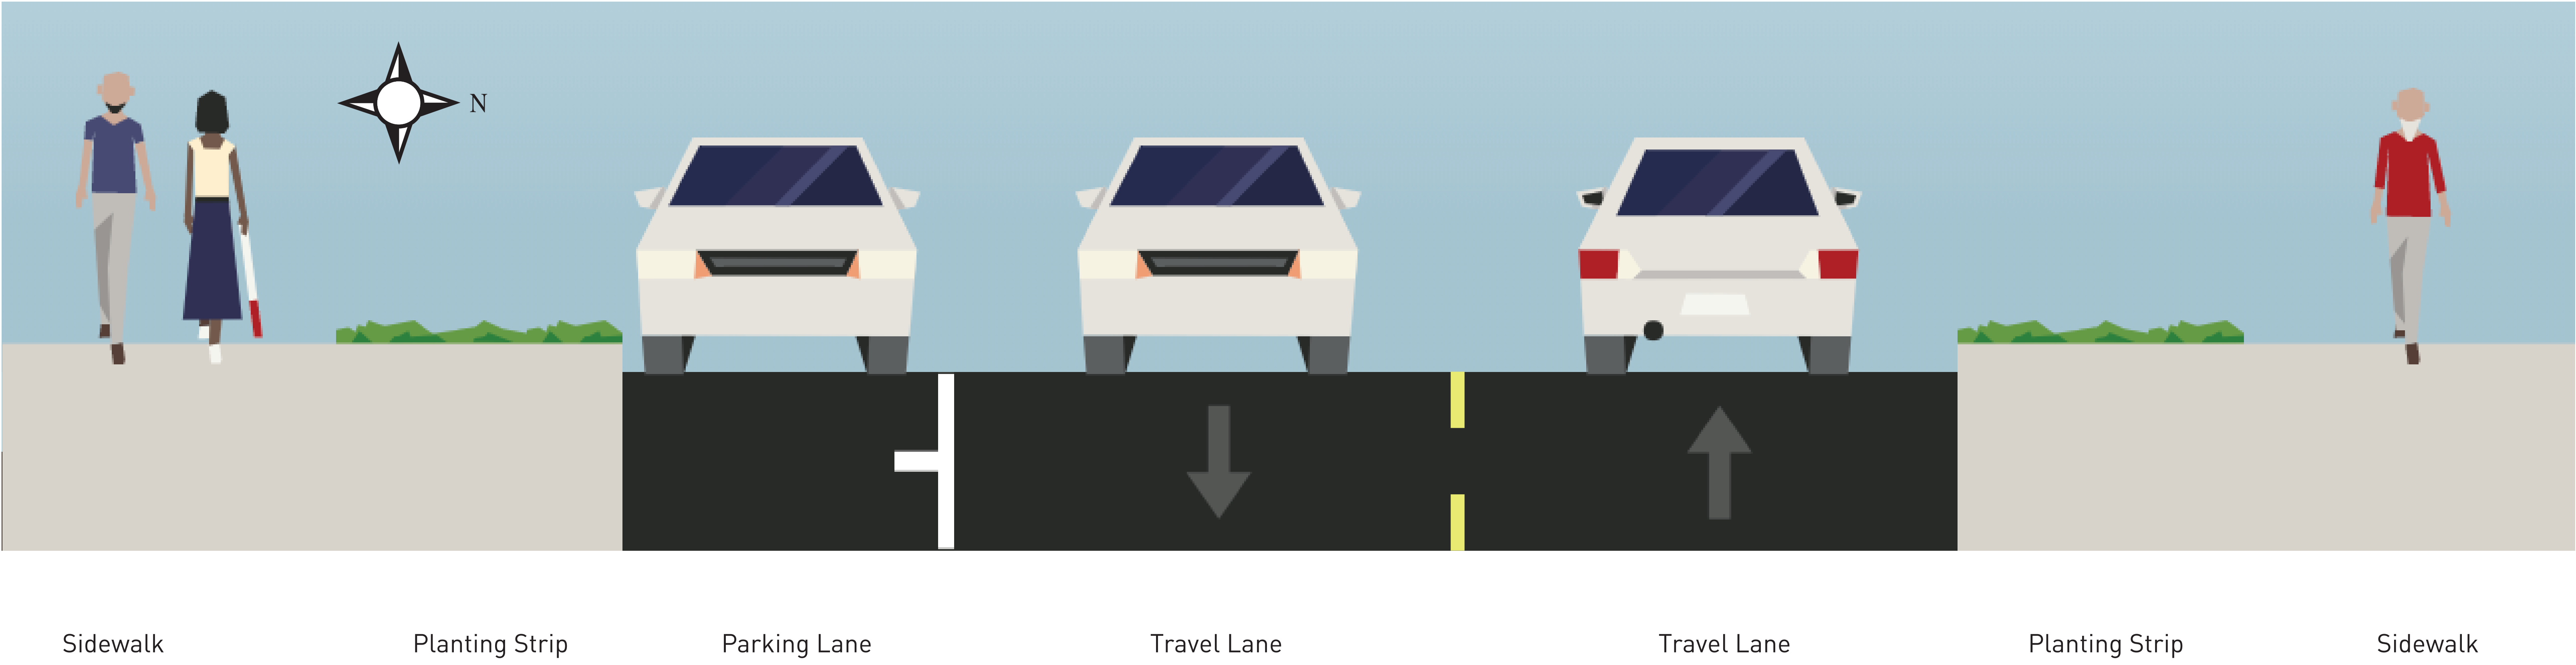 N
Sidewalk
Planting Strip
Parking Lane
Travel Lane
Travel Lane
Planting Strip
Sidewalk